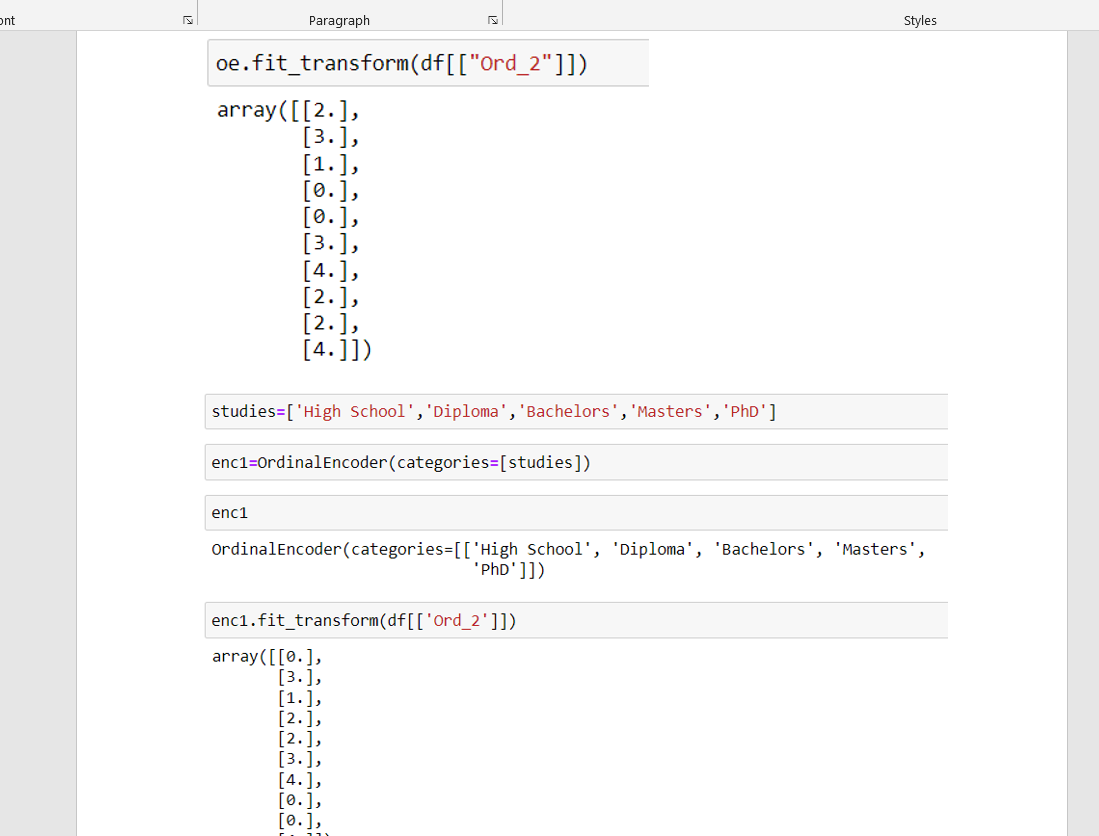 Paragraph
Styles
oe.fit_transform(df[["Ord_2"]])
array([[2.],
[3.],
[1.],
[0.],
[0.],
[3.],
[4.],
[2.],
[2.],
[4.]])
studies=['High School','Diploma','Bachelors','Masters','PhD']
enc1=OrdinalEncoder(categories=[studies])
enc1
OrdinalEncoder(categories=[['High School', 'Diploma', 'Bachelors', 'Masters',
'PhD']])
enc1.fit_transform(df[['Ord_2']])
array([[0.],
[3.],
[1.],
[2.],
[2.],
[3.],
[4.],
[0.],
[0.],